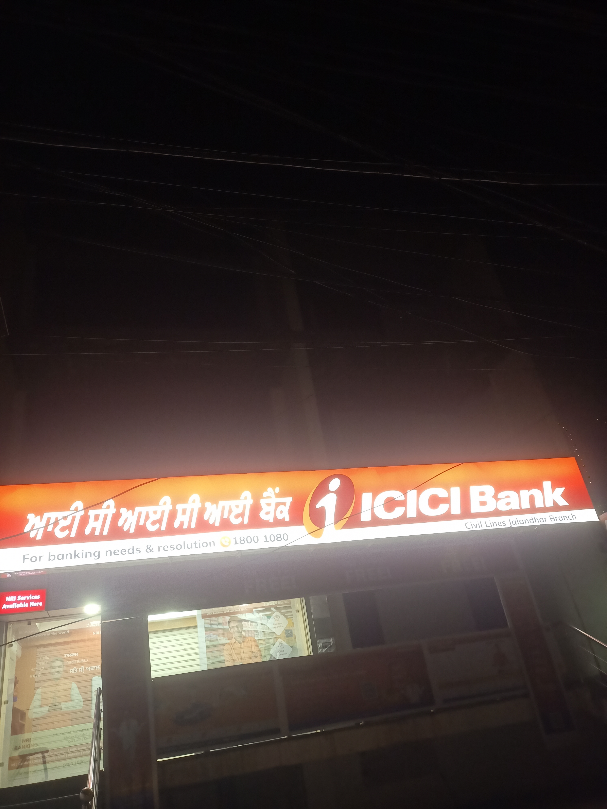 ਆਈ ਸੀ ਆਈ ਸੀ ਆਈ ਬੈਂਕ i ICICI Bank
For banking needs & resolution 1800 1080
Civil Lines Jalandhar Branch
NRI Services
Available Here